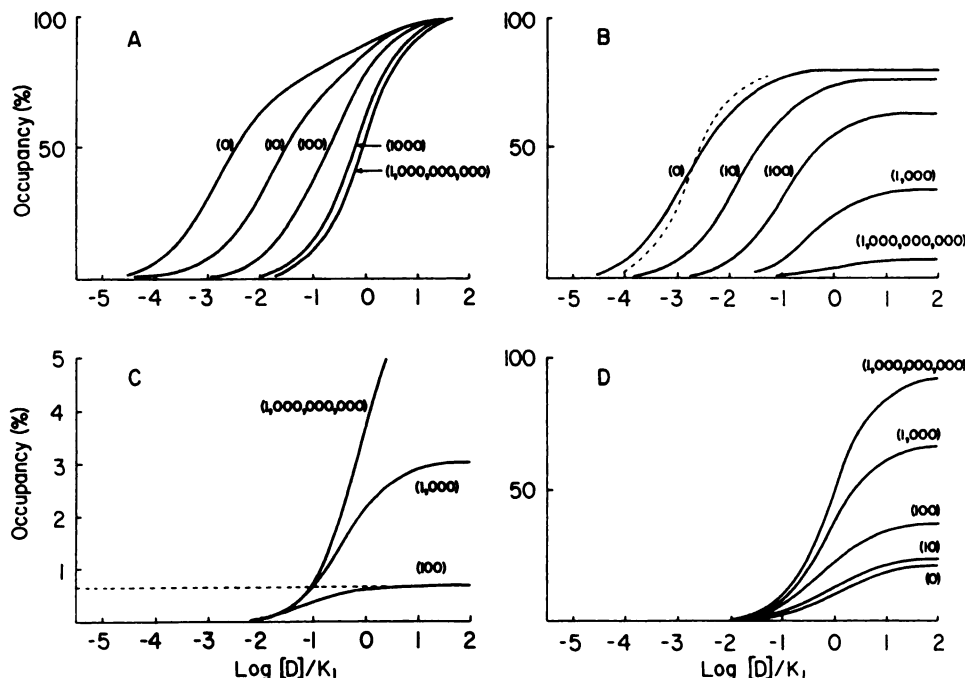 A
100
50
Occupancy (%)
(0)
(10)
(100)
(1000)
(1,000,000,000)
-5 -4 -3 -2 -1 0 1 2
B
100
50
(0)
(10)
(100)
(1,000)
(1,000,000,000)
-5 -4 -3 -2 -1 0 1 2
C
5
4
3
2
1
Occupancy (%)
(1,000,000,000)
(1,000)
(100)
-5 -4 -3 -2 -1 0 1 2
Log [D]/K₁
D
100
50
(1,000,000,000)
(1,000)
(100)
(10)
(0)
-5 -4 -3 -2 -1 0 1 2
Log [D]/K₁